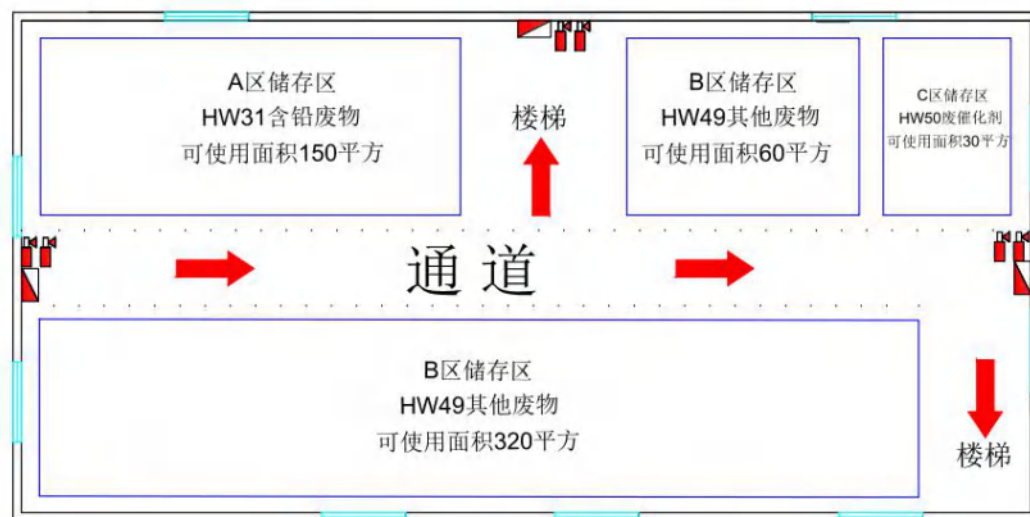 A区储存区
HW31含铅废物
可使用面积150平方
楼梯
B区储存区
HW49其他废物
可使用面积60平方
C区储存区
HW50废催化剂
可使用面积30平方
通道
B区储存区
HW49其他废物
可使用面积320平方
楼梯